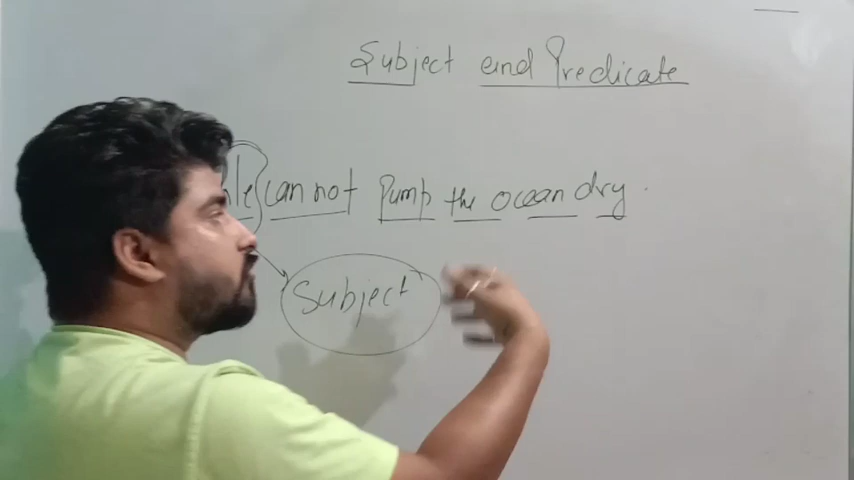 Subject and Predicate
can not Pump the ocean dry.
Subject